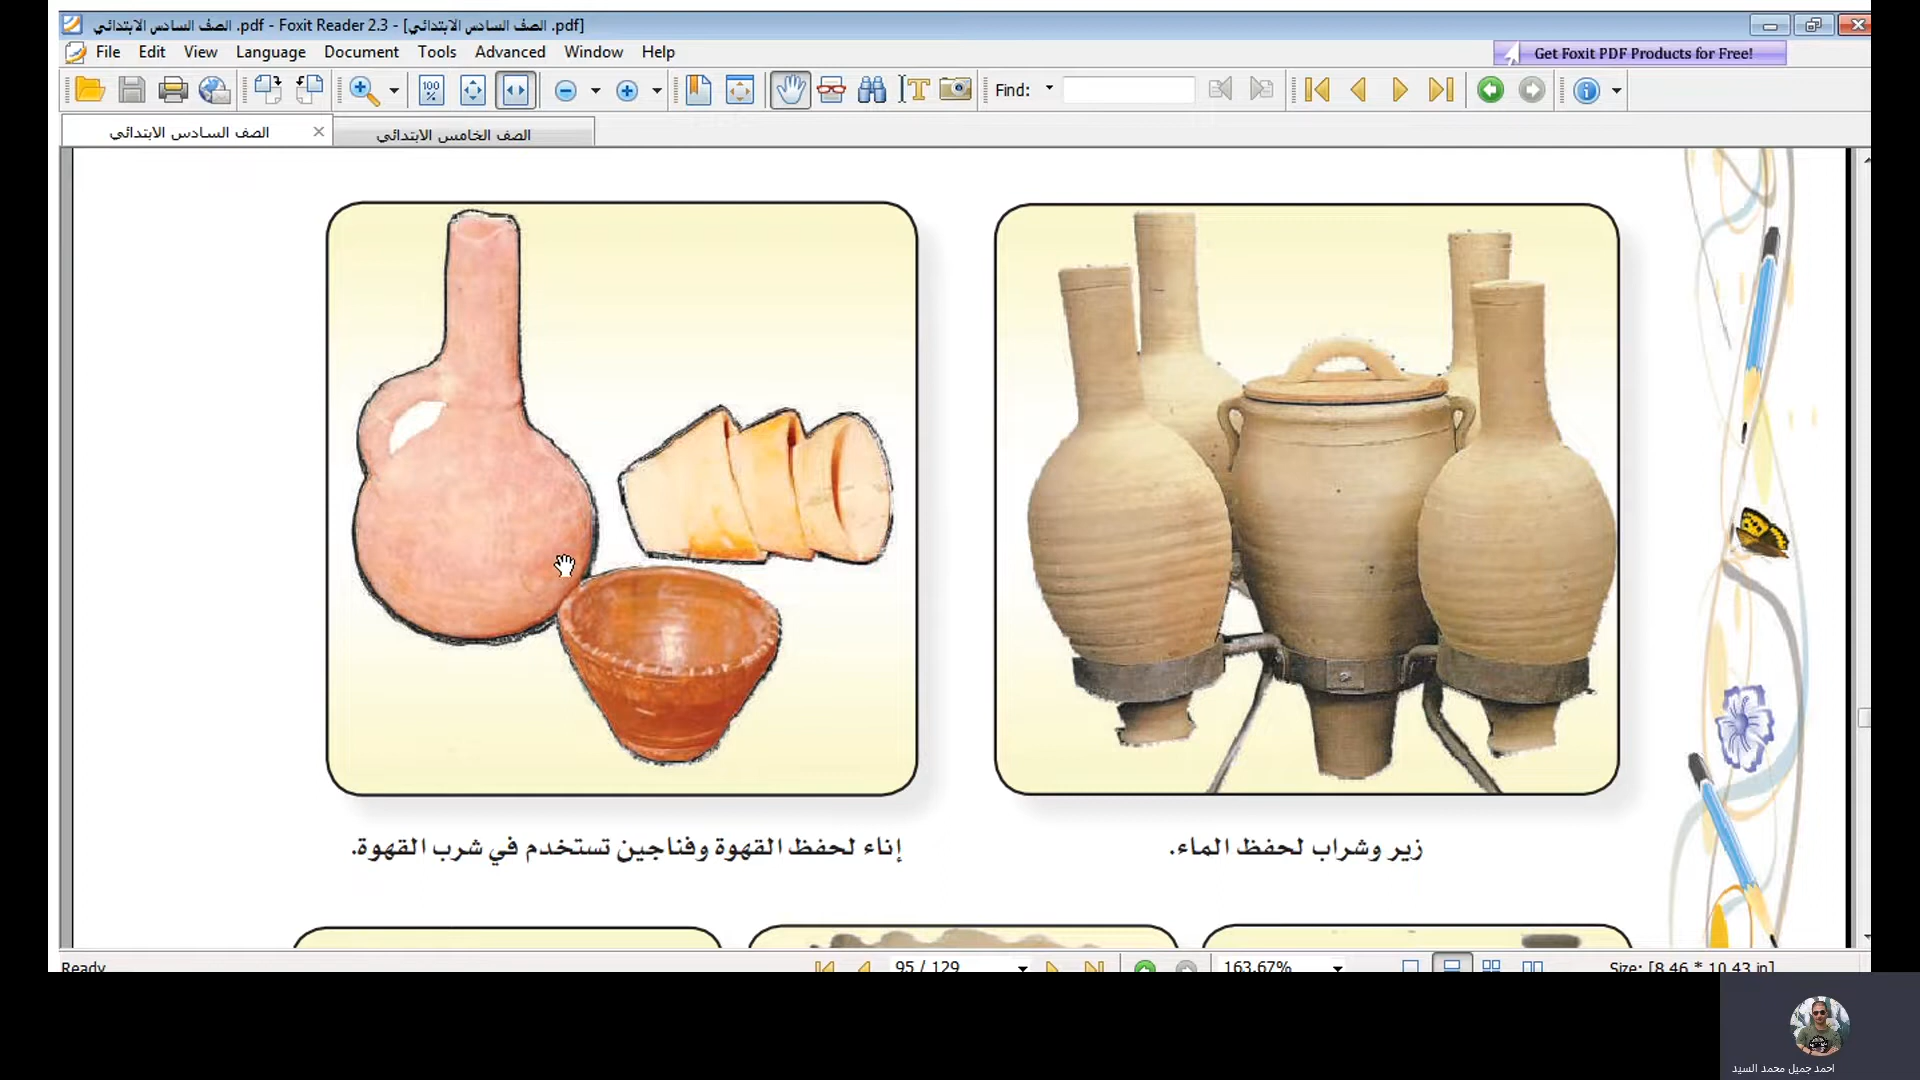 الصف السادس الابتدائي .pdf - Foxit Reader 2.3 - [الصف السادس الابتدائي .pdf]
File Edit View Language Document Tools Advanced Window Help
Get Foxit PDF Products for Free!
100 %
Find:
الصف السادس الابتدائي
الصف الخامس الابتدائي
زير وشراب لحفظ الماء.
إناء لحفظ القهوة وفناجين تستخدم في شرب القهوة.
Ready 95 / 129 163.67% Size: [8.46 * 10.43 in]
احمد جميل محمد السيد